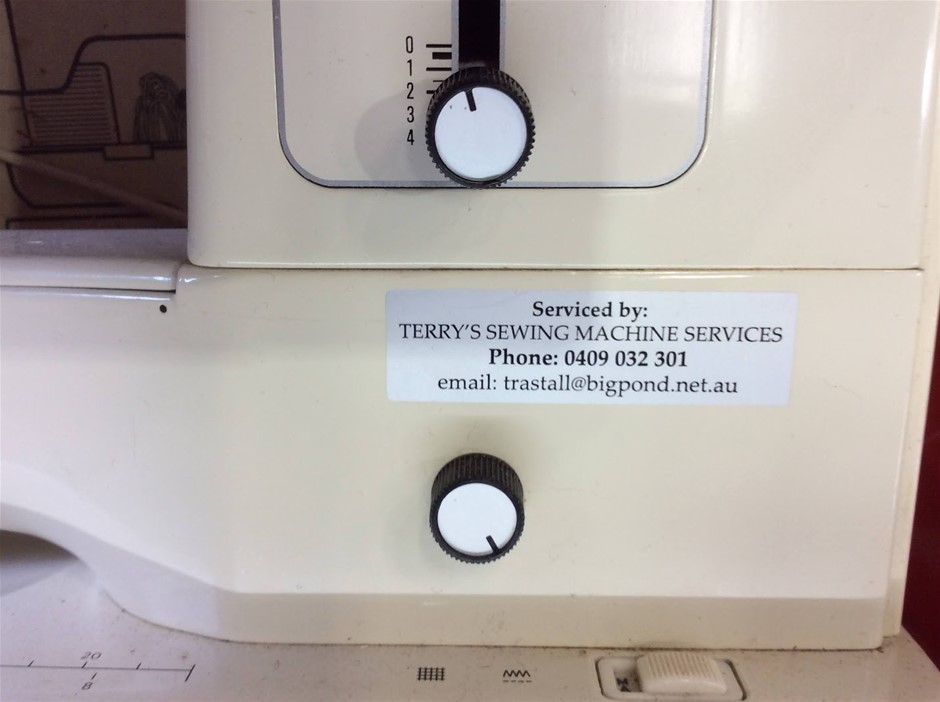 0
1
2
3
4
Serviced by:
TERRY'S SEWING MACHINE SERVICES
Phone: 0409 032 301
email: trastall@bigpond.net.au
20
8